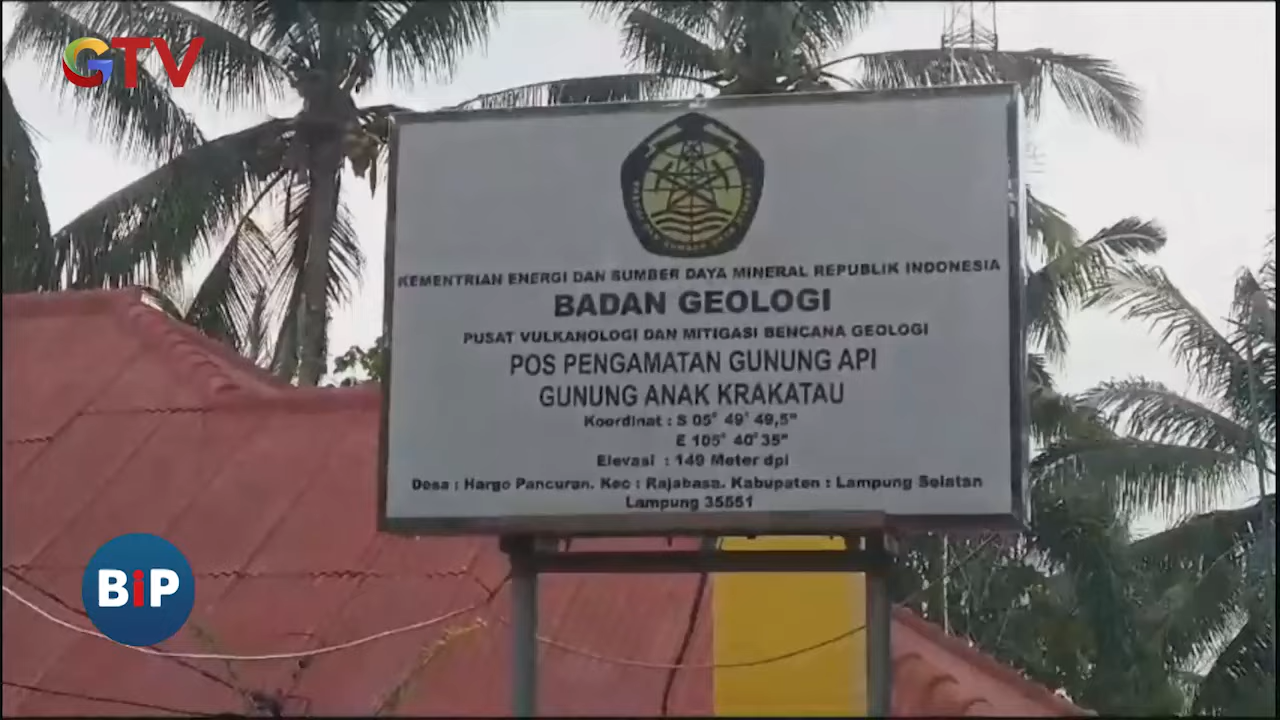 GTV
KEMENTRIAN ENERGI DAN SUMBER DAYA MINERAL REPUBLIK INDONESIA
BADAN GEOLOGI
PUSAT VULKANOLOGI DAN MITIGASI BENCANA GEOLOGI
POS PENGAMATAN GUNUNG API
GUNUNG ANAK KRAKATAU
Koordinat : S 05° 49' 49,5"
E 105° 40' 35"
Elevasi : 149 Meter dpl
Desa : Hargo Pancuran. Kec : Rajabasa. Kabupaten : Lampung Selatan
Lampung 35551
BiP